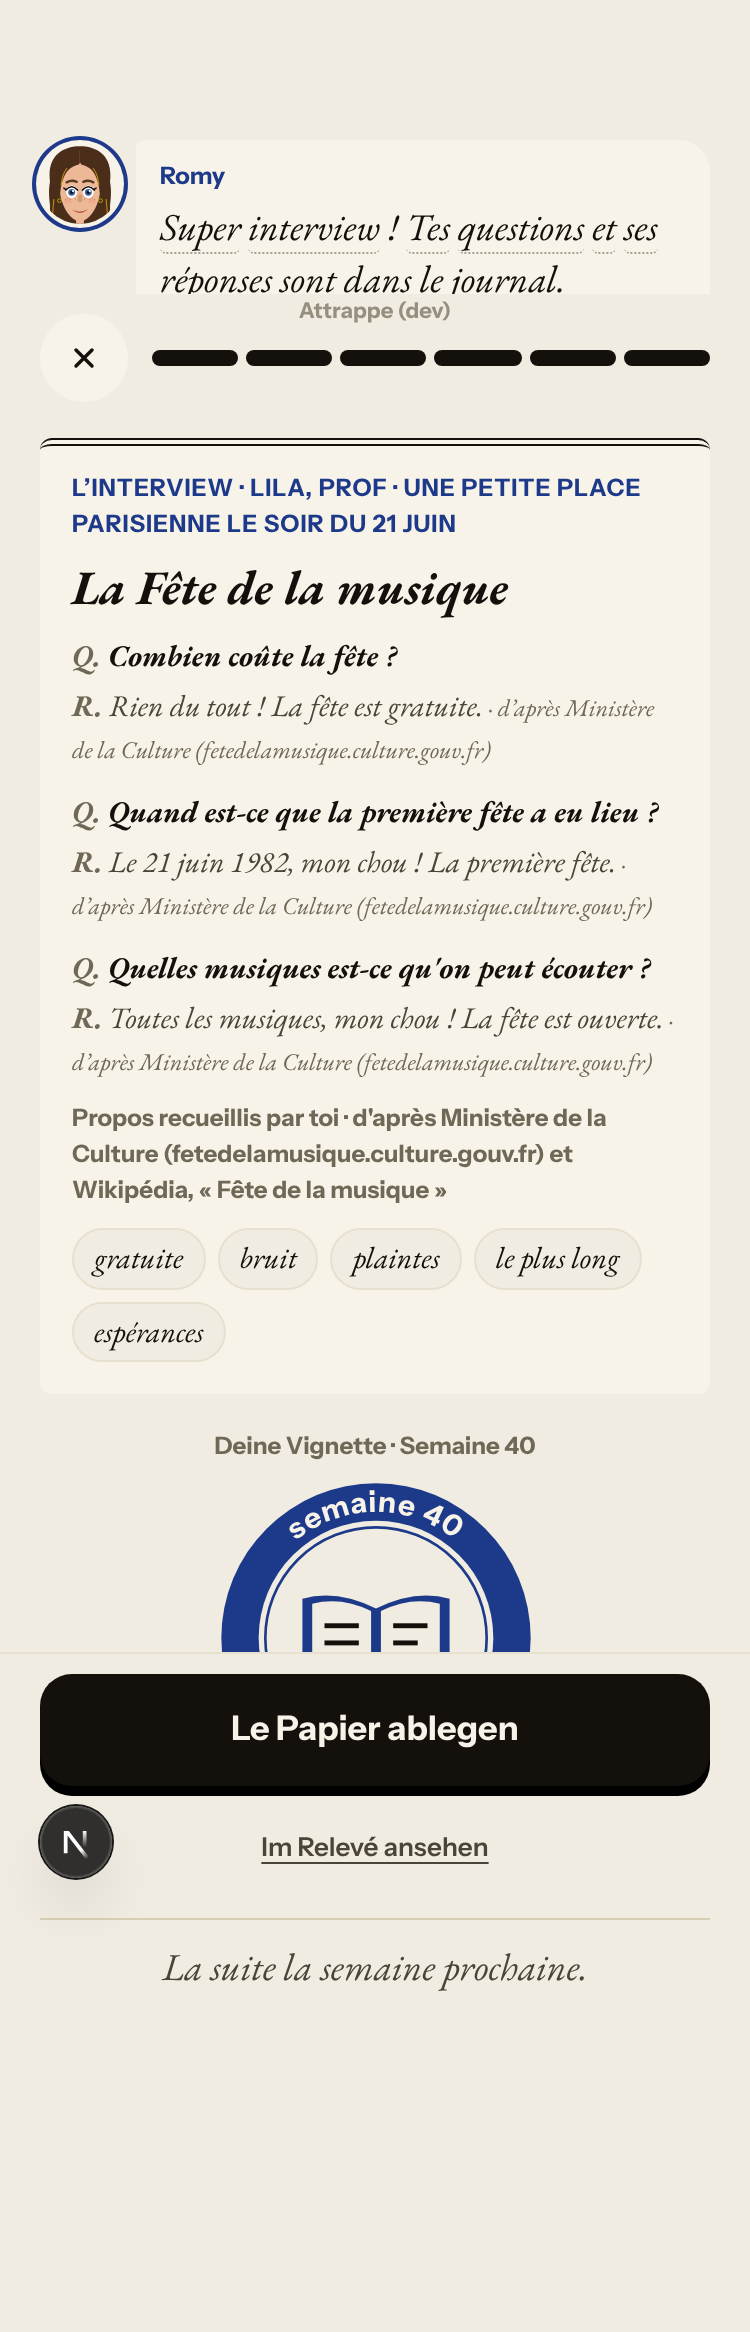 Romy
Super interview ! Tes questions et ses
réponses sont dans le journal.
Attrappe (dev)
L’INTERVIEW · LILA, PROF · UNE PETITE PLACE
PARISIENNE LE SOIR DU 21 JUIN
La Fête de la musique
Q. Combien coûte la fête ?
R. Rien du tout ! La fête est gratuite. · d’après Ministère
de la Culture (fetedelamusique.culture.gouv.fr)
Q. Quand est-ce que la première fête a eu lieu ?
R. Le 21 juin 1982, mon chou ! La première fête. ·
d’après Ministère de la Culture (fetedelamusique.culture.gouv.fr)
Q. Quelles musiques est-ce qu'on peut écouter ?
R. Toutes les musiques, mon chou ! La fête est ouverte. ·
d’après Ministère de la Culture (fetedelamusique.culture.gouv.fr)
Propos recueillis par toi · d'après Ministère de la
Culture (fetedelamusique.culture.gouv.fr) et
Wikipédia, « Fête de la musique »
gratuite bruit plaintes le plus long
espérances
Deine Vignette · Semaine 40
semaine 40
Le Papier ablegen
N
Im Relevé ansehen
La suite la semaine prochaine.